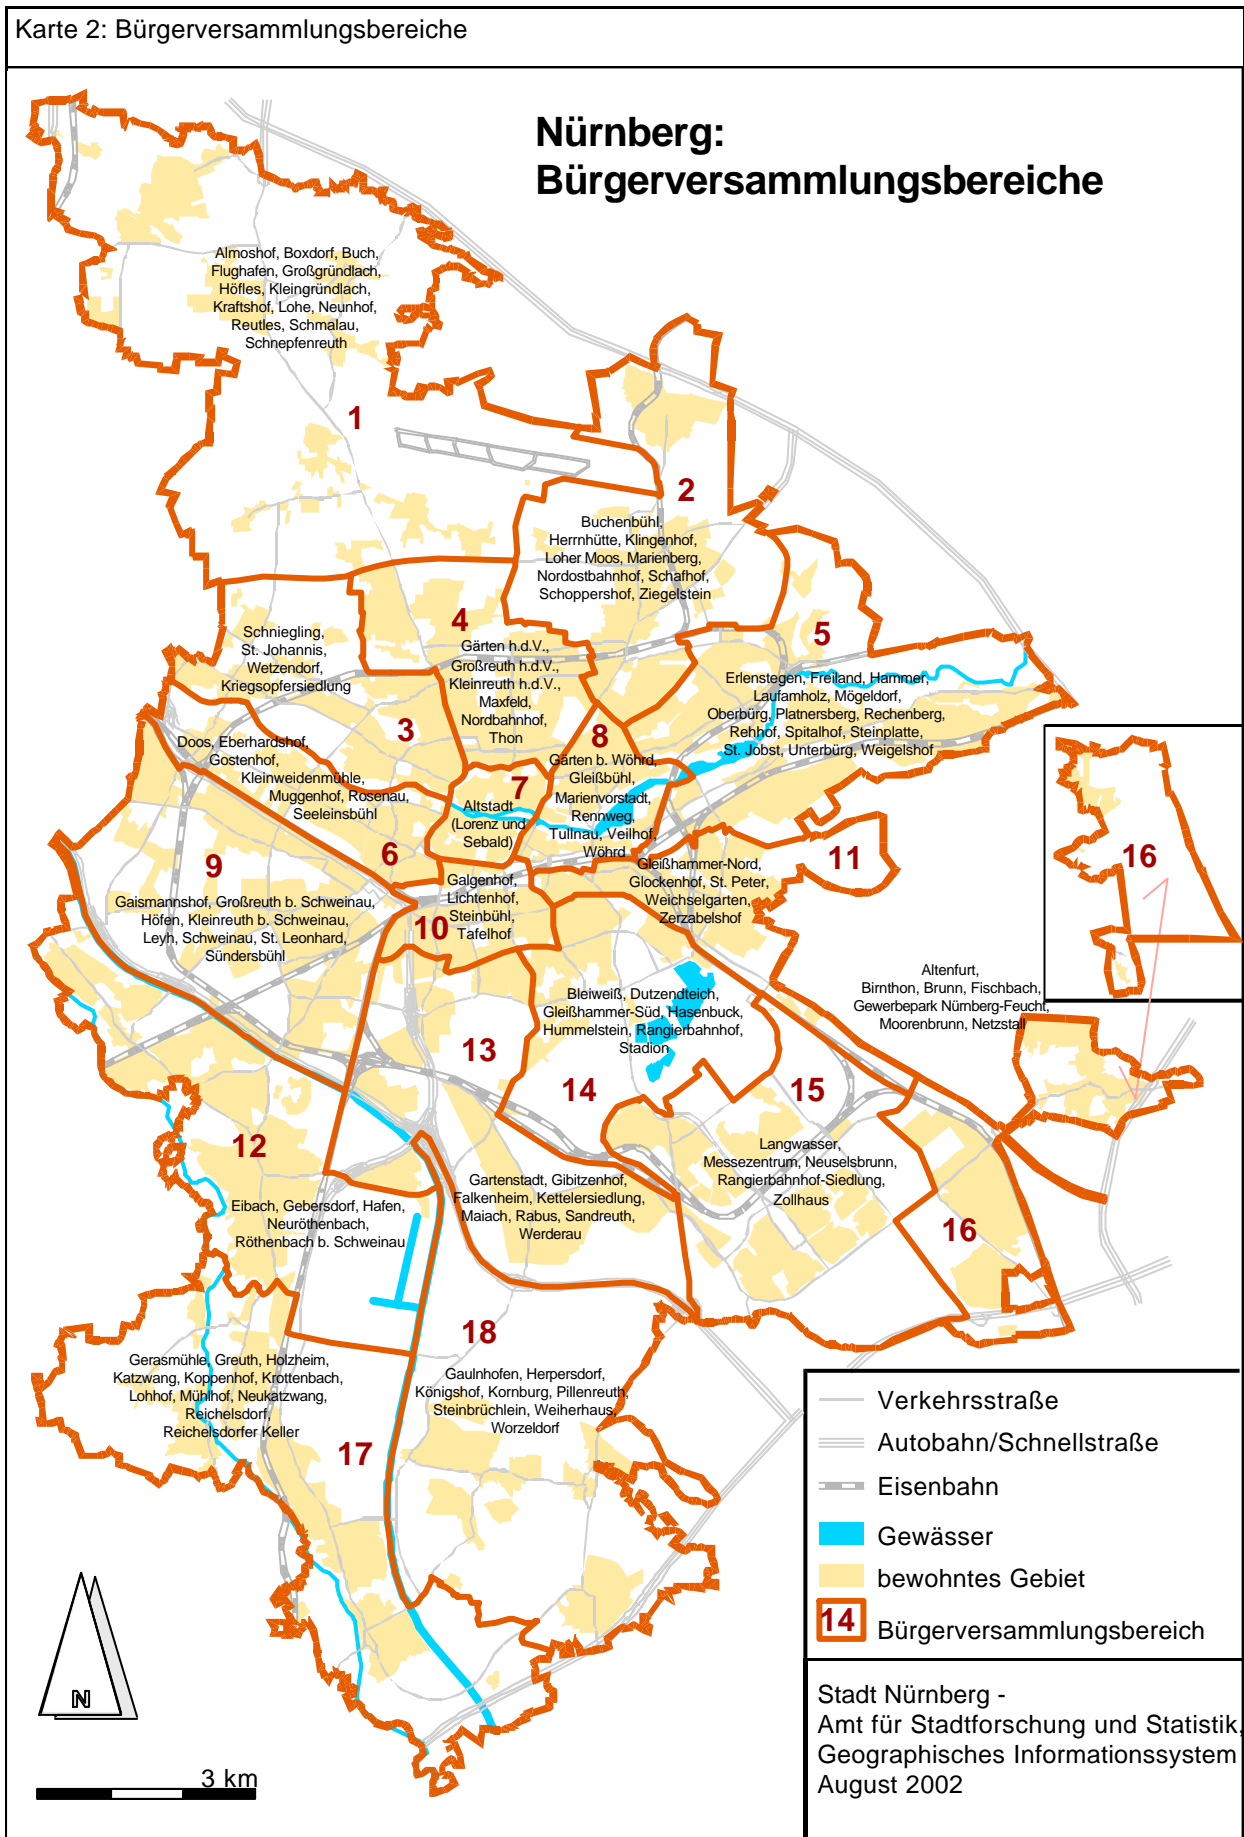 Karte 2: Bürgerversammlungsbereiche
Nürnberg:
Bürgerversammlungsbereiche
Almoshof, Boxdorf, Buch,
Flughafen, Großgründlach,
Höfles, Kleingründlach,
Kraftshof, Lohe, Neunhof,
Reutles, Schmalau,
Schnepfenreuth
1
2
Buchenbühl,
Herrnhütte, Klingenhof,
Loher Moos, Marienberg,
Nordostbahnhof, Schafhof,
Schoppershof, Ziegelstein
4
Gärten h.d.V.,
Großreuth h.d.V.,
Kleinreuth h.d.V.,
Maxfeld,
Nordbahnhof,
Thon
Schniegling,
St. Johannis,
Wetzendorf,
Kriegsopfersiedlung
3
5
Erlenstegen, Freiland, Hammer,
Laufamholz, Mögeldorf,
Oberbürg, Platnersberg, Rechenberg,
Rehhof, Spitalhof, Steinplatte,
St. Jobst, Unterbürg, Weigelshof
8
Gärten b. Wöhrd,
Gleißbühl,
Marienvorstadt,
Rennweg,
Tullnau, Veilhof,
Wöhrd
Doos, Eberhardshof,
Gostenhof,
Kleinweidenmühle,
Muggenhof, Rosenau,
Seeleinsbühl
6
7
Altstadt
(Lorenz und
Sebald)
9
Gaismannshof, Großreuth b. Schweinau,
Höfen, Kleinreuth b. Schweinau,
Leyh, Schweinau, St. Leonhard,
Sündersbühl
Galgenhof,
Lichtenhof,
Steinbühl,
Tafelhof
10
11
Gleißhammer-Nord,
Glockenhof, St. Peter,
Weichselgarten,
Zerzabelshof
16
Altenfurt,
Birnthon, Brunn, Fischbach,
Gewerbepark Nürnberg-Feucht,
Moorenbrunn, Netzstall
Bleiweiß, Dutzendteich,
Gleißhammer-Süd, Hasenbuck,
Hummelstein, Rangierbahnhof,
Stadion
14
13
15
Langwasser,
Messezentrum, Neuselsbrunn,
Rangierbahnhof-Siedlung,
Zollhaus
12
Eibach, Gebersdorf, Hafen,
Neuröthenbach,
Röthenbach b. Schweinau
Gartenstadt, Gibitzenhof,
Falkenheim, Kettelersiedlung,
Maiach, Rabus, Sandreuth,
Werderau
16
18
Gaulnhofen, Herpersdorf,
Königshof, Kornburg, Pillenreuth,
Steinbrüchlein, Weiherhaus,
Worzeldorf
Gerasmühle, Greuth, Holzheim,
Katzwang, Koppenhof, Krottenbach,
Lohhof, Mühlhof, Neukatzwang,
Reichelsdorf,
Reichelsdorfer Keller
17
Verkehrsstraße
Autobahn/Schnellstraße
Eisenbahn
Gewässer
bewohntes Gebiet
14 Bürgerversammlungsbereich
N
3 km
Stadt Nürnberg -
Amt für Stadtforschung und Statistik,
Geographisches Informationssystem
August 2002